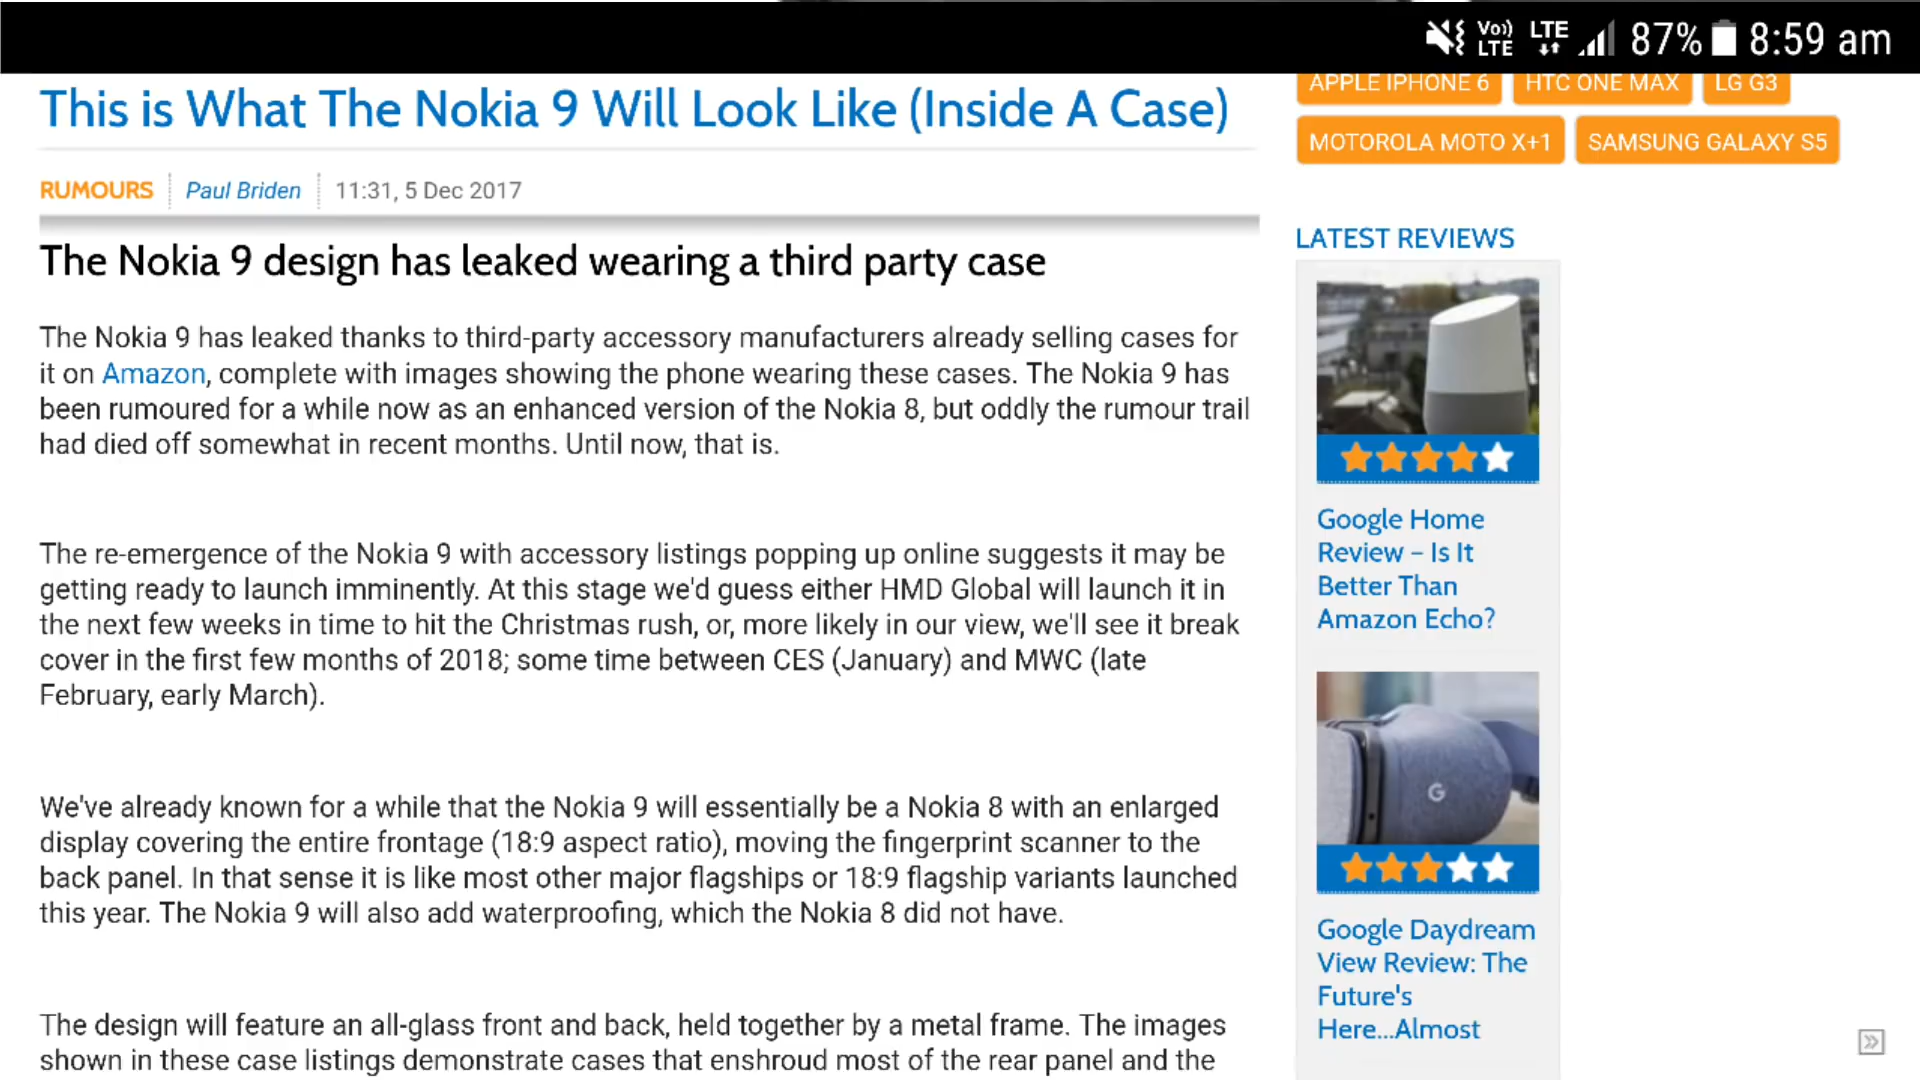 Vo)) LTE LTE 87% 8:59 am
This is What The Nokia 9 Will Look Like (Inside A Case)
RUMOURS Paul Briden 11:31, 5 Dec 2017
The Nokia 9 design has leaked wearing a third party case
The Nokia 9 has leaked thanks to third-party accessory manufacturers already selling cases for
it on Amazon, complete with images showing the phone wearing these cases. The Nokia 9 has
been rumoured for a while now as an enhanced version of the Nokia 8, but oddly the rumour trail
had died off somewhat in recent months. Until now, that is.
The re-emergence of the Nokia 9 with accessory listings popping up online suggests it may be
getting ready to launch imminently. At this stage we'd guess either HMD Global will launch it in
the next few weeks in time to hit the Christmas rush, or, more likely in our view, we'll see it break
cover in the first few months of 2018; some time between CES (January) and MWC (late
February, early March).
We've already known for a while that the Nokia 9 will essentially be a Nokia 8 with an enlarged
display covering the entire frontage (18:9 aspect ratio), moving the fingerprint scanner to the
back panel. In that sense it is like most other major flagships or 18:9 flagship variants launched
this year. The Nokia 9 will also add waterproofing, which the Nokia 8 did not have.
The design will feature an all-glass front and back, held together by a metal frame. The images
shown in these case listings demonstrate cases that enshroud most of the rear panel and the
APPLE IPHONE 6 HTC ONE MAX LG G3
MOTOROLA MOTO X+1 SAMSUNG GALAXY S5
LATEST REVIEWS
Google Home
Review – Is It
Better Than
Amazon Echo?
G
Google Daydream
View Review: The
Future's
Here...Almost